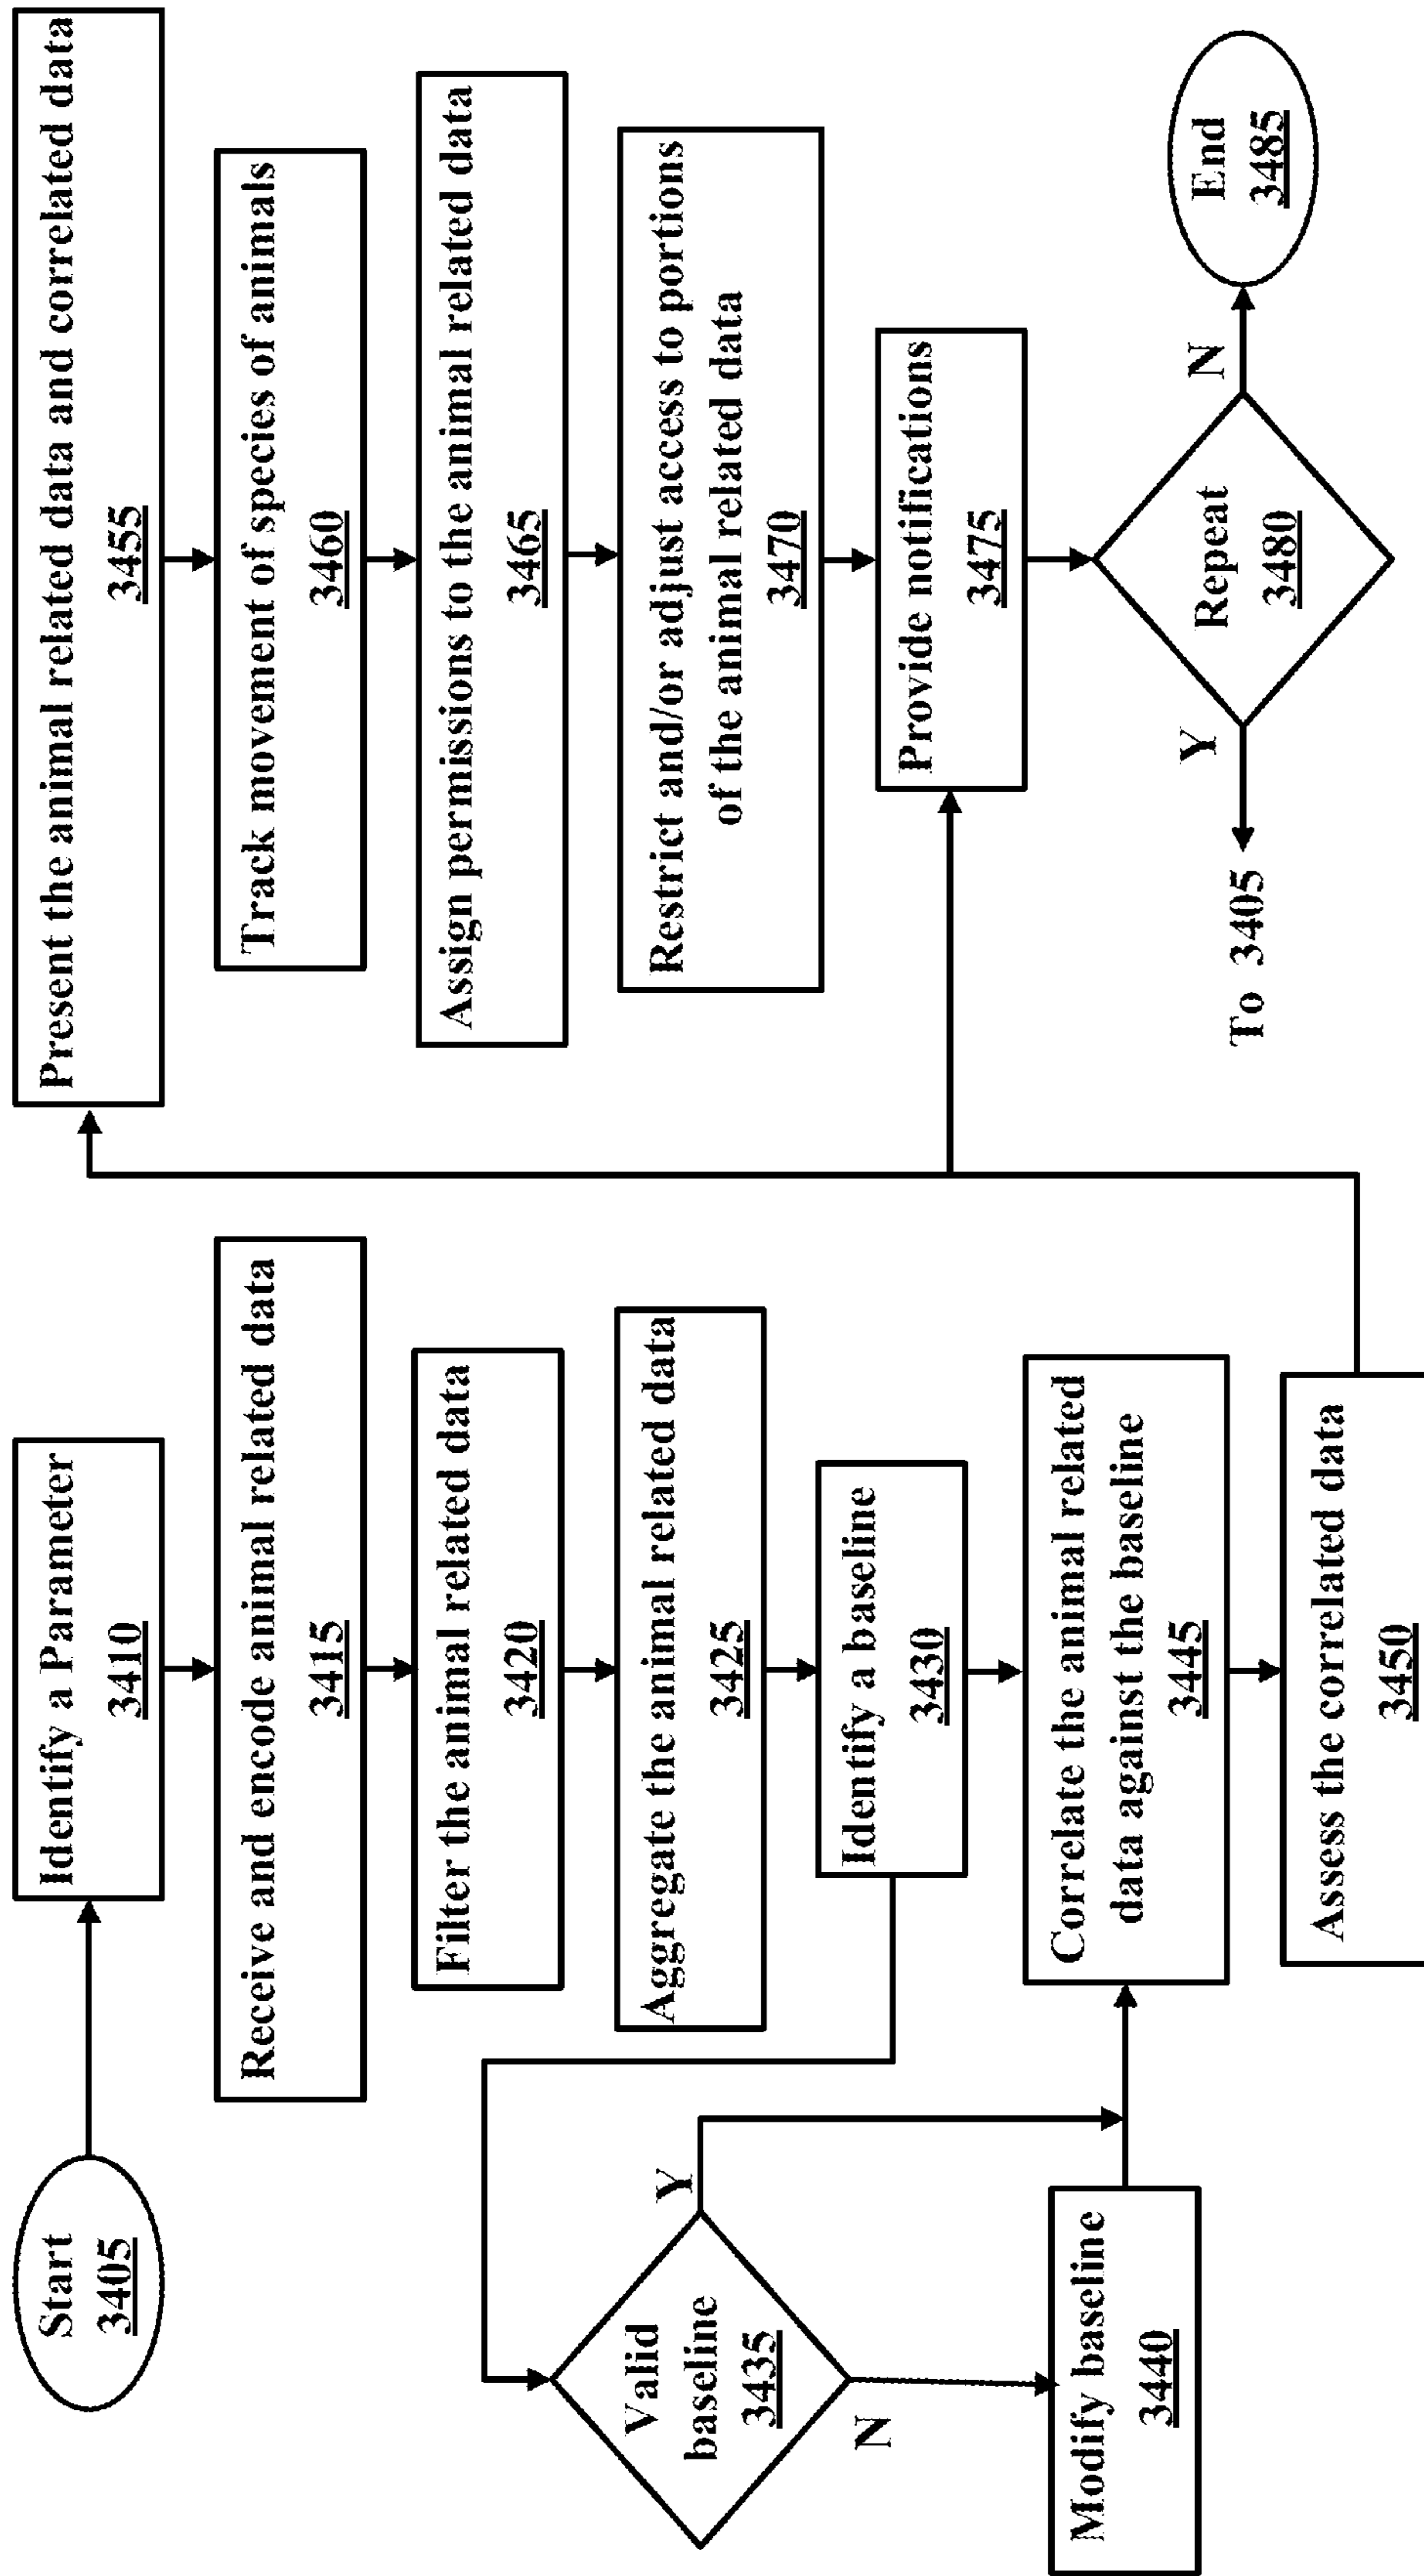 Start
3405
Identify a Parameter
3410
Receive and encode animal related data
3415
Filter the animal related data
3420
Aggregate the animal related data
3425
Identify a baseline
3430
Valid
baseline
3435
Y
N
Modify baseline
3440
Correlate the animal related
data against the baseline
3445
Assess the correlated data
3450
Present the animal related data and correlated data
3455
Track movement of species of animals
3460
Assign permissions to the animal related data
3465
Restrict and/or adjust access to portions
of the animal related data
3470
Provide notifications
3475
Repeat
3480
Y
To 3405
N
End
3485